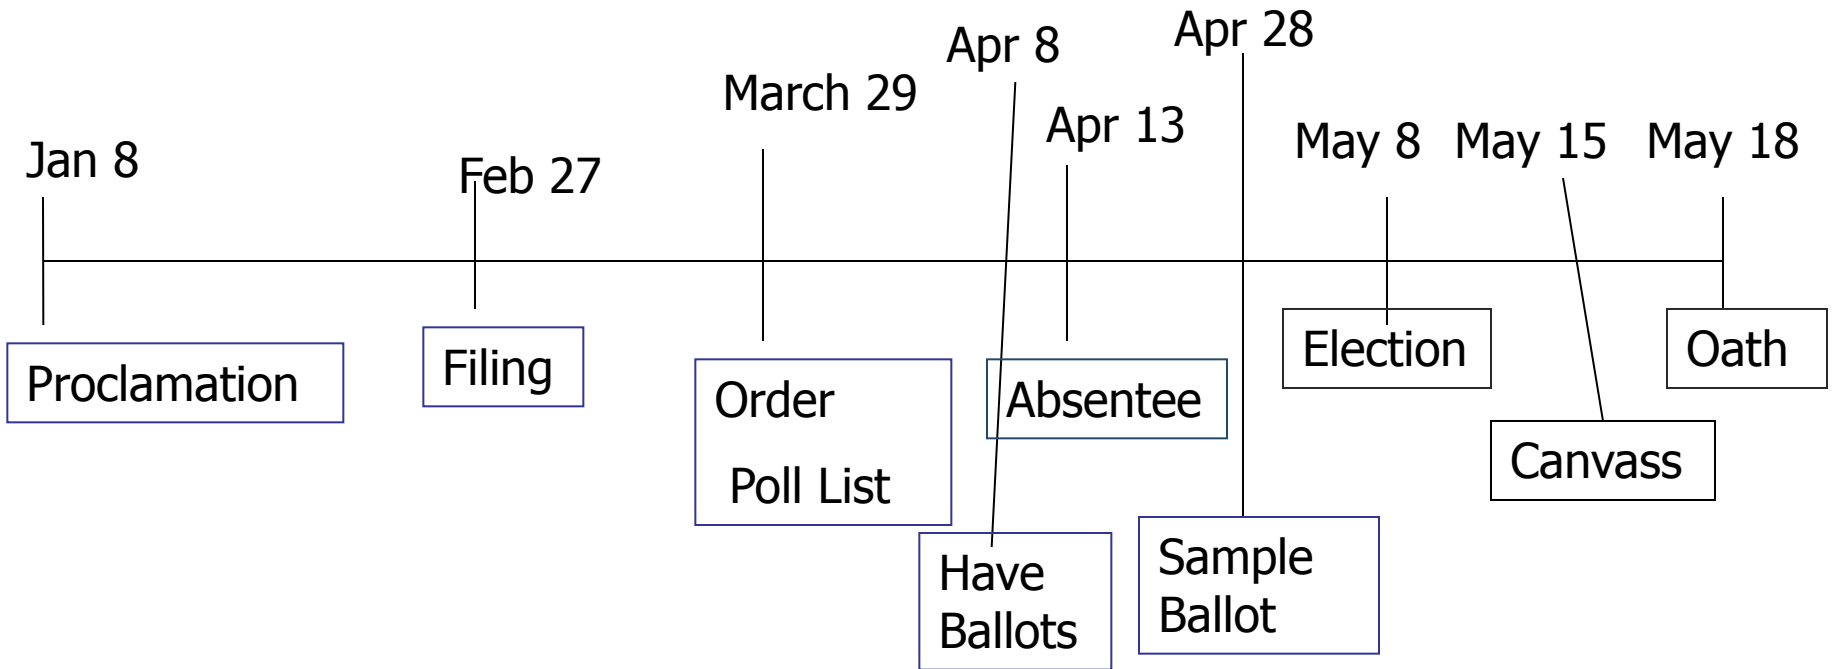 Apr 8
Apr 28
March 29
Apr 13
Jan 8
Feb 27
May 8
May 15
May 18
Proclamation
Filing
Order
Poll List
Absentee
Election
Oath
Canvass
Have
Ballots
Sample
Ballot